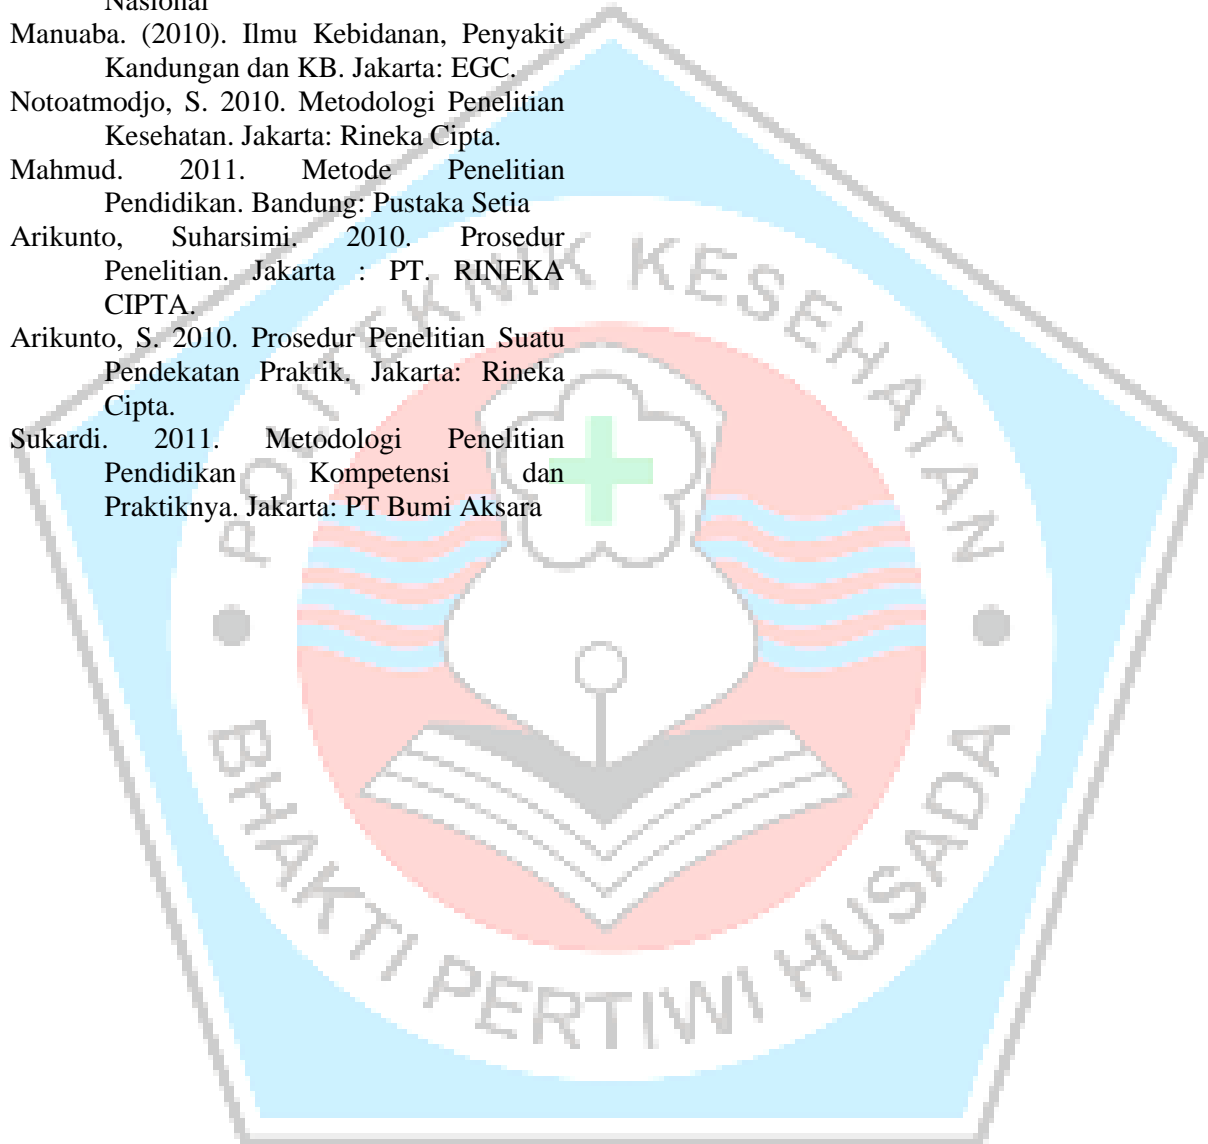 Nasional
Manuaba. (2010). Ilmu Kebidanan, Penyakit
Kandungan dan KB. Jakarta: EGC.
Notoatmodjo, S. 2010. Metodologi Penelitian
Kesehatan. Jakarta: Rineka Cipta.
Mahmud. 2011. Metode Penelitian
Pendidikan. Bandung: Pustaka Setia
Arikunto, Suharsimi. 2010. Prosedur
Penelitian. Jakarta : PT. RINEKA
CIPTA.
Arikunto, S. 2010. Prosedur Penelitian Suatu
Pendekatan Praktik. Jakarta: Rineka
Cipta.
Sukardi. 2011. Metodologi Penelitian
Pendidikan Kompetensi dan
Praktiknya. Jakarta: PT Bumi Aksara
POLITEKNIK KESEHATAN
BHAKTI PERTIWI HUSADA